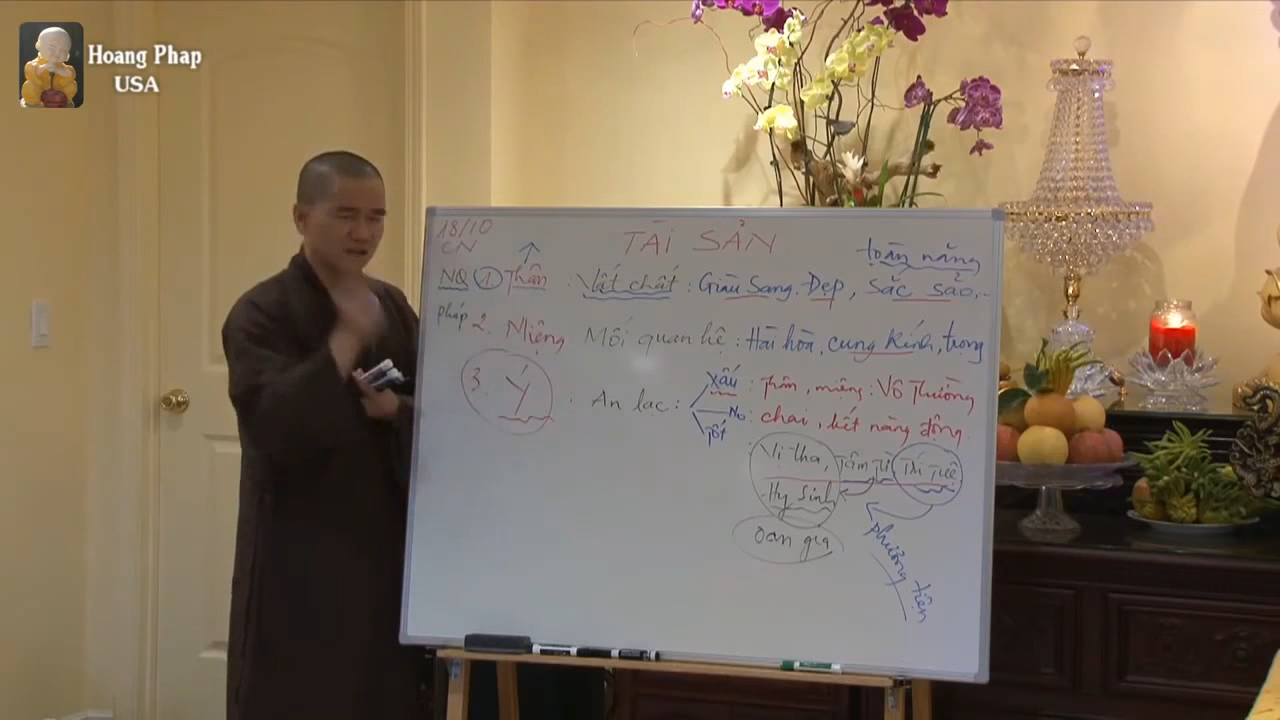 Hoang Phap
USA
18/10
CN
TÀI SẢN
toàn năng
NQ 1 Thân : Vật chất : Giàu Sang. Đẹp, Sắc sảo,..
pháp 2. Miệng Mối quan hệ : Hài hòa, cung kính, trọng
3. Ý : An lạc :
Xấu : Thân, miệng : Vô Thường
No : chai, kết năng động
Tốt :
Vị tha, Tâm Từ Trí Tuệ
Hy Sinh
oan gia
phương tiện